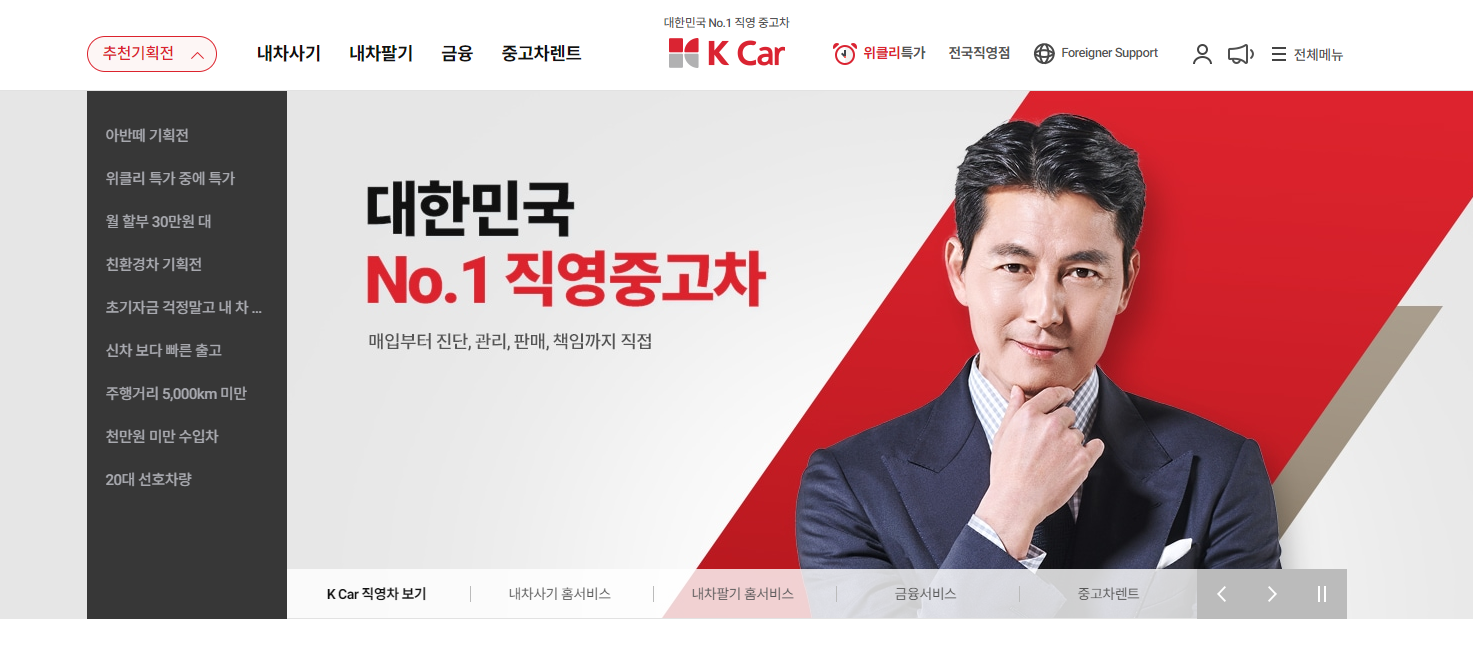 대한민국 No.1 직영 중고차
추천기획전
내차사기
내차팔기
금융
중고차렌트
K Car
위클리특가
전국직영점
Foreigner Support
전체메뉴
아반떼 기획전
위클리 특가 중에 특가
월 할부 30만원 대
친환경차 기획전
초기자금 걱정말고 내 차 ...
신차 보다 빠른 출고
주행거리 5,000km 미만
천만원 미만 수입차
20대 선호차량
대한민국
No.1 직영중고차
매입부터 진단, 관리, 판매, 책임까지 직접
K Car 직영차 보기
내차사기 홈서비스
내차팔기 홈서비스
금융서비스
중고차렌트